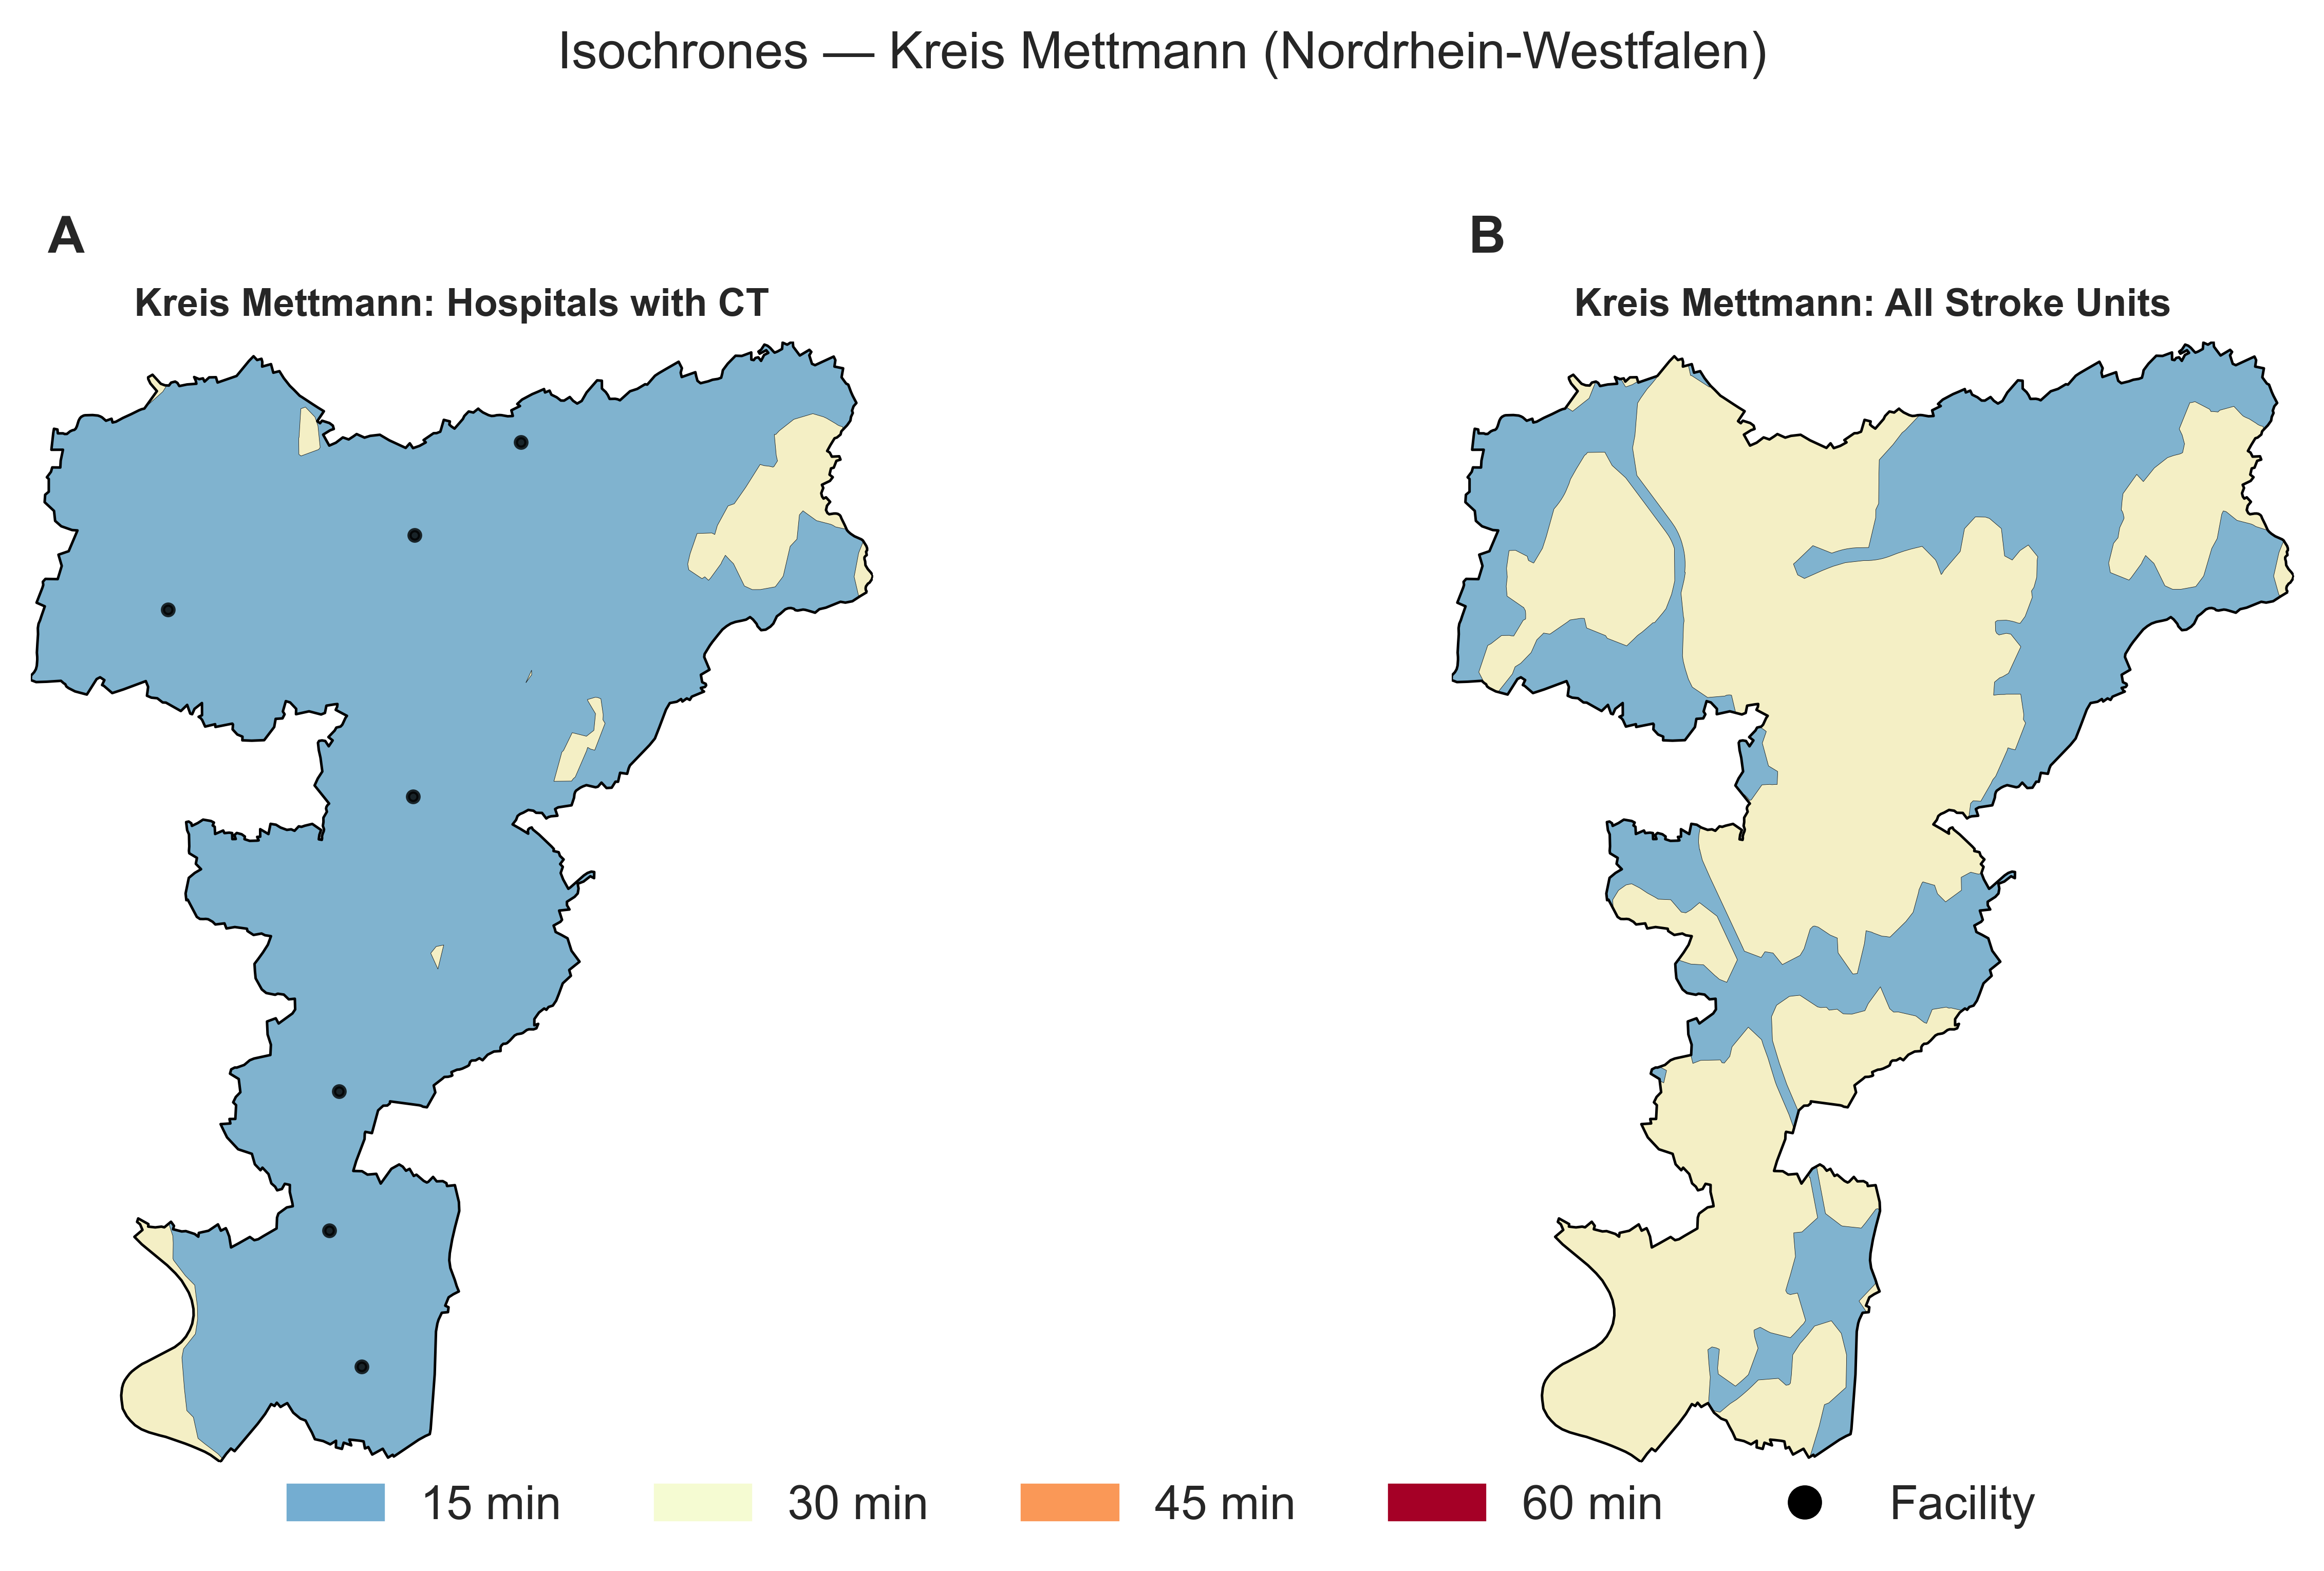 Isochrones — Kreis Mettmann (Nordrhein-Westfalen)
A
Kreis Mettmann: Hospitals with CT
B
Kreis Mettmann: All Stroke Units
15 min
30 min
45 min
60 min
Facility